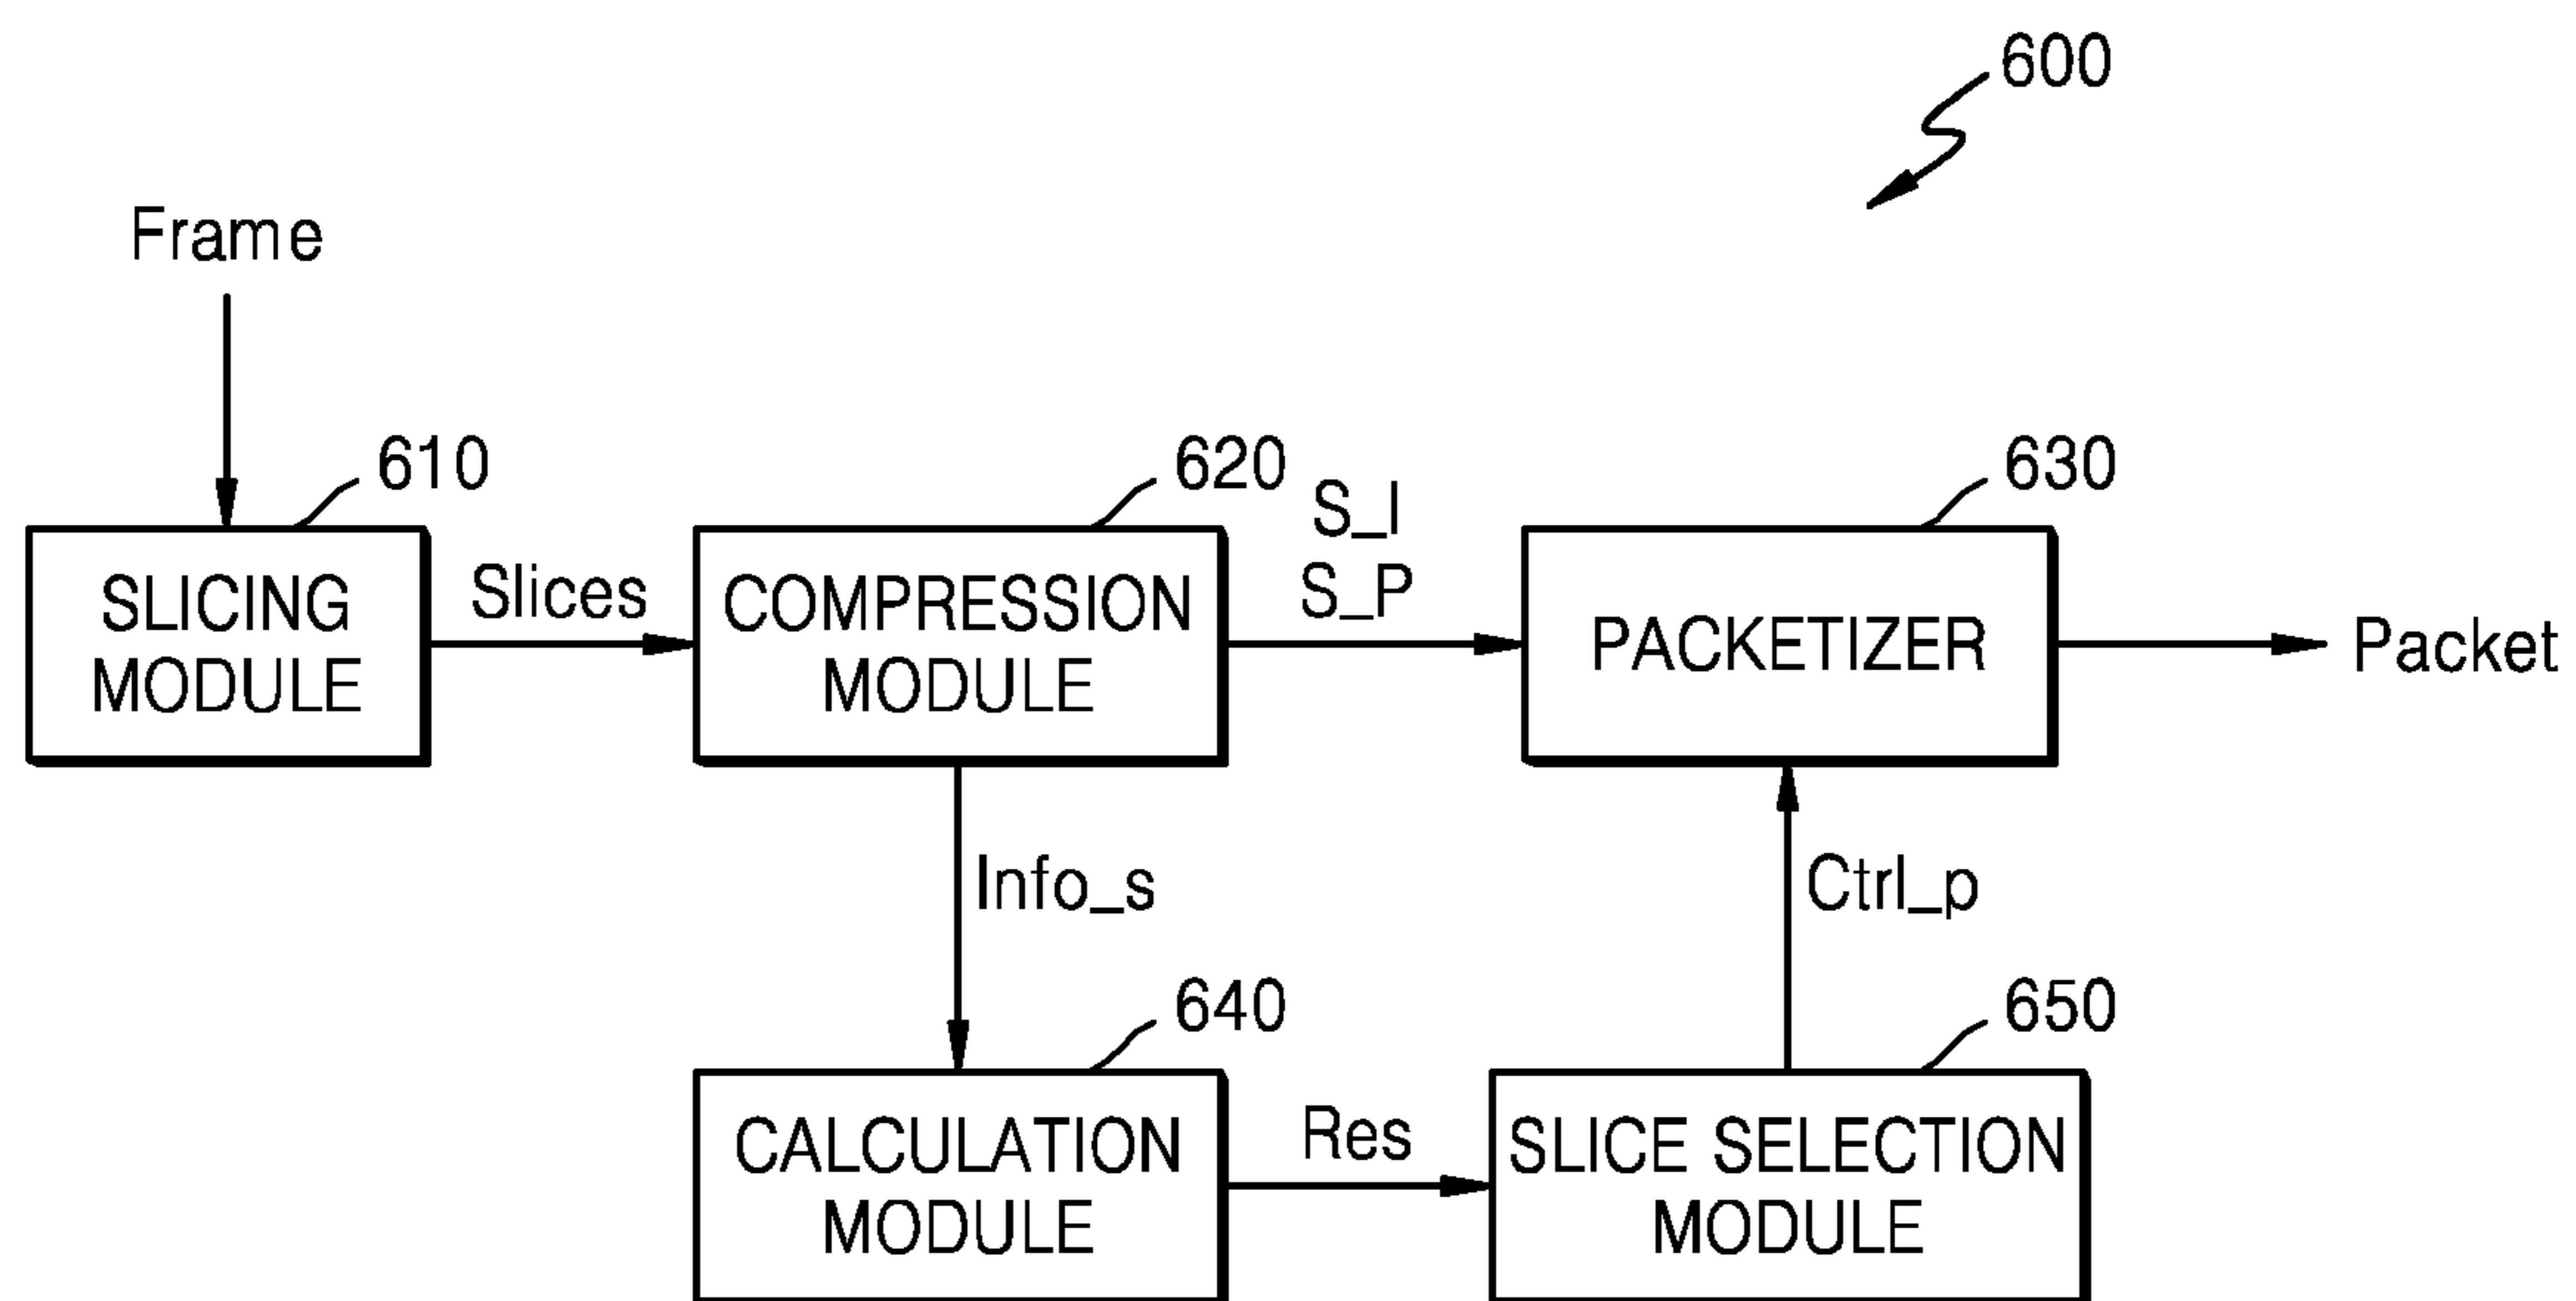 600
Frame
610
620
630
SLICING
MODULE
Slices
COMPRESSION
MODULE
S_I
S_P
PACKETIZER
Packet
Info_s
Ctrl_p
640
650
CALCULATION
MODULE
Res
SLICE SELECTION
MODULE